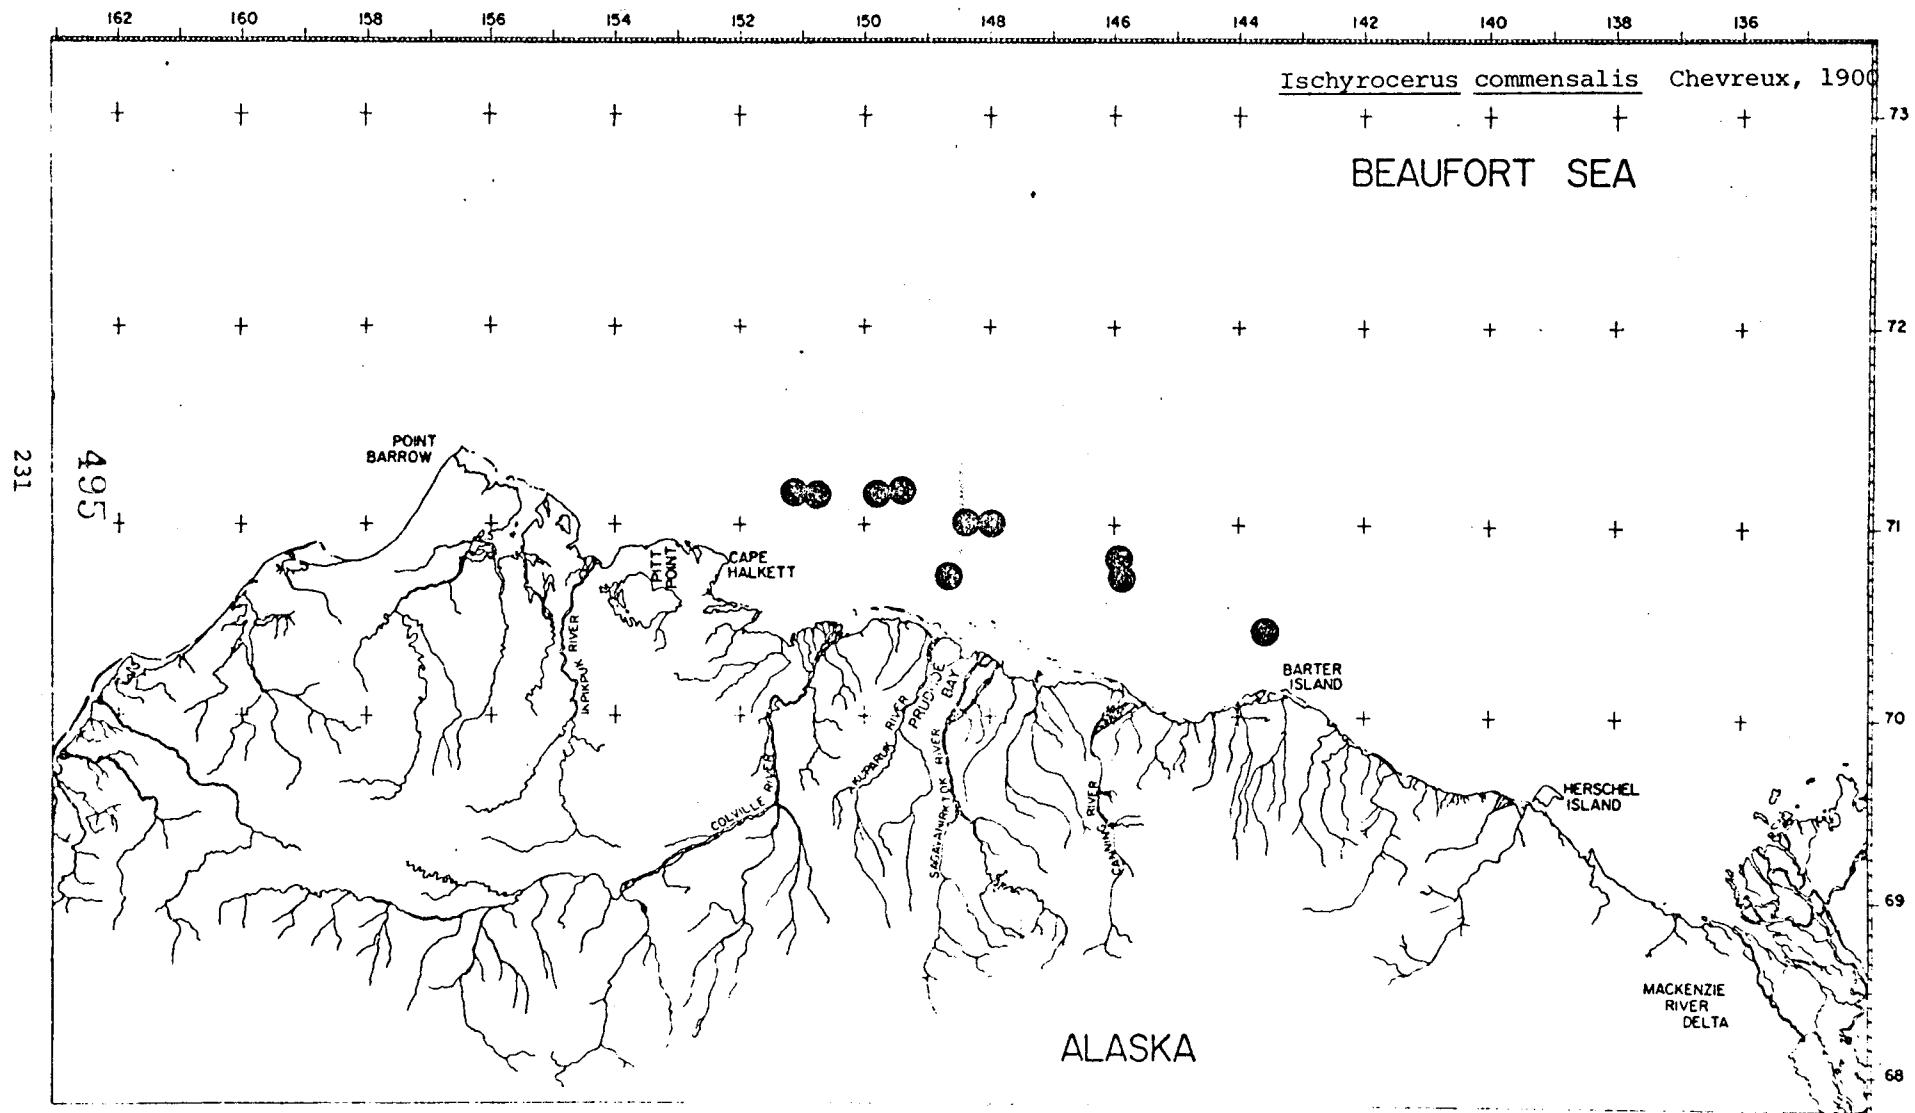 162 160 158 156 154 152 150 148 146 144 142 140 138 136
Ischyrocerus commensalis Chevreux, 1900
73
BEAUFORT SEA
72
POINT
BARROW
231
495
71
PITT
POINT
CAPE
HALKETT
IKPIKPUK RIVER
BARTER
ISLAND
PRUDHOE
BAY
KUPARUK RIVER
70
COLVILLE RIVER
SAGAVANIRKTOK RIVER
CANNING RIVER
HERSCHEL
ISLAND
69
MACKENZIE
RIVER
DELTA
ALASKA
68